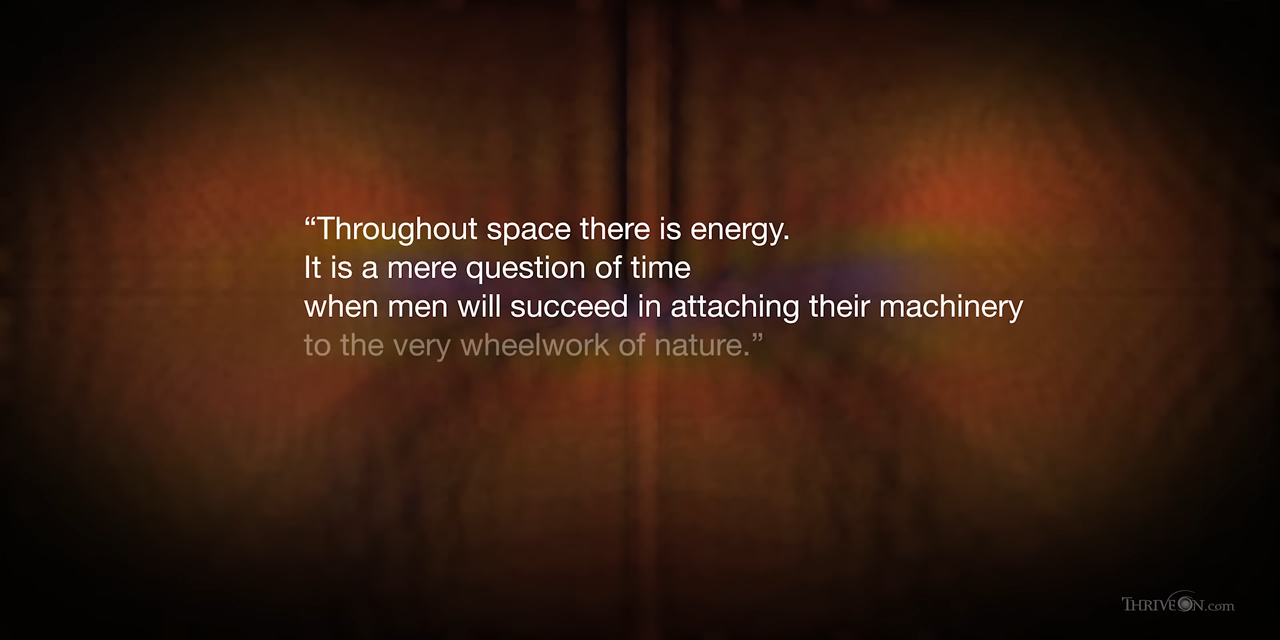 “Throughout space there is energy.
It is a mere question of time
when men will succeed in attaching their machinery
to the very wheelwork of nature.”
THRIVEON.com